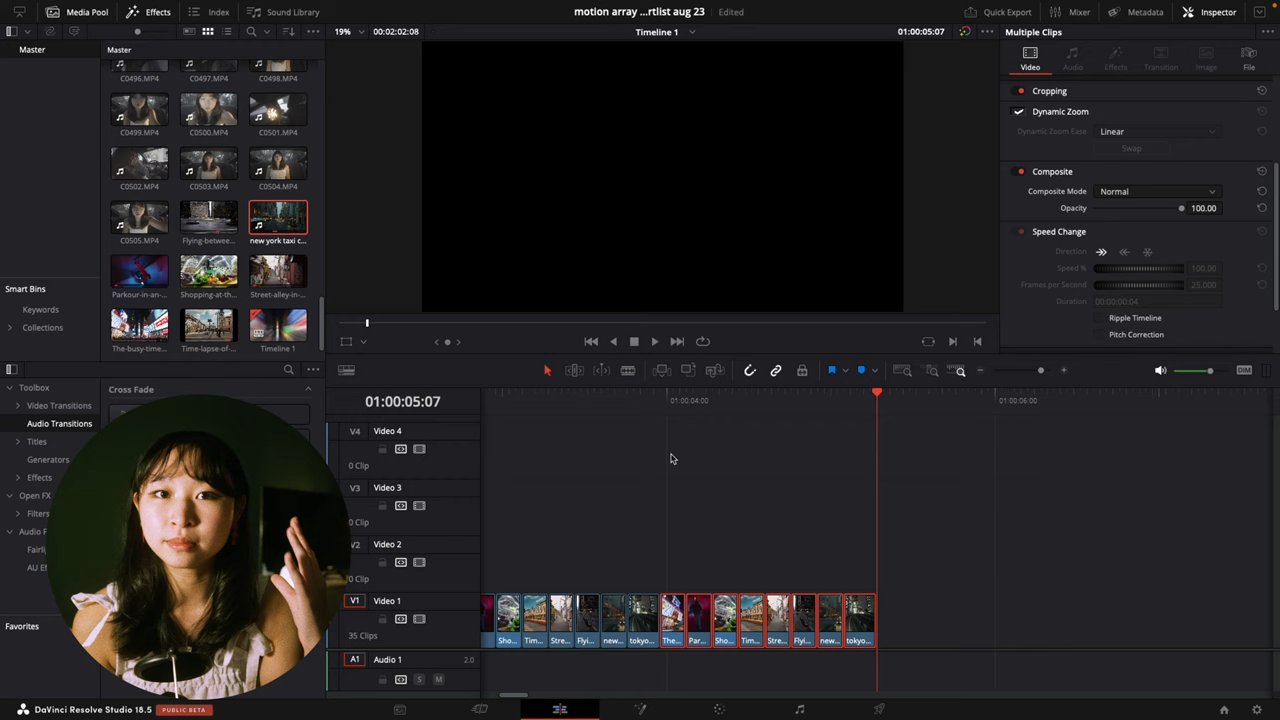 Media Pool
Effects
Index
Sound Library
motion array ...rtlist aug 23
Edited
Quick Export
Mixer
Metadata
Inspector
19%
00:02:02:08
Timeline 1
01:00:05:07
Multiple Clips
Master
Master
Video
Audio
Effects
Transition
Image
File
C0496.MP4
C0497.MP4
C0498.MP4
C0499.MP4
C0500.MP4
C0501.MP4
C0502.MP4
C0503.MP4
C0504.MP4
C0505.MP4
Flying-betwee...
new york taxi c...
Parkour-in-an-...
Shopping-at-th...
Street-alley-in-...
The-busy-time...
Time-lapse-of-...
Timeline 1
Smart Bins
Keywords
Collections
Cropping
Dynamic Zoom
Dynamic Zoom Ease
Linear
Swap
Composite
Composite Mode
Normal
Opacity
100.00
Speed Change
Direction
Speed %
100.00
Frames per Second
25.000
Duration
00:00:00:04
Ripple Timeline
Pitch Correction
Toolbox
Video Transitions
Audio Transitions
Titles
Generators
Effects
Open FX
Filters
Audio F
Fairlig
AU Ef
Favorites
Cross Fade
DIM
01:00:05:07
01:00:04:00
01:00:06:00
V4
Video 4
0 Clip
V3
Video 3
0 Clip
Video 2
0 Clip
V1
Video 1
35 Clips
Sho...
Tim...
Stre...
Flyi...
new...
tokyo...
The...
Par...
Sho...
Tim...
Stre...
Flyi...
new...
tokyo...
A1
Audio 1
2.0
S
M
DaVinci Resolve Studio 18.5
PUBLIC BETA